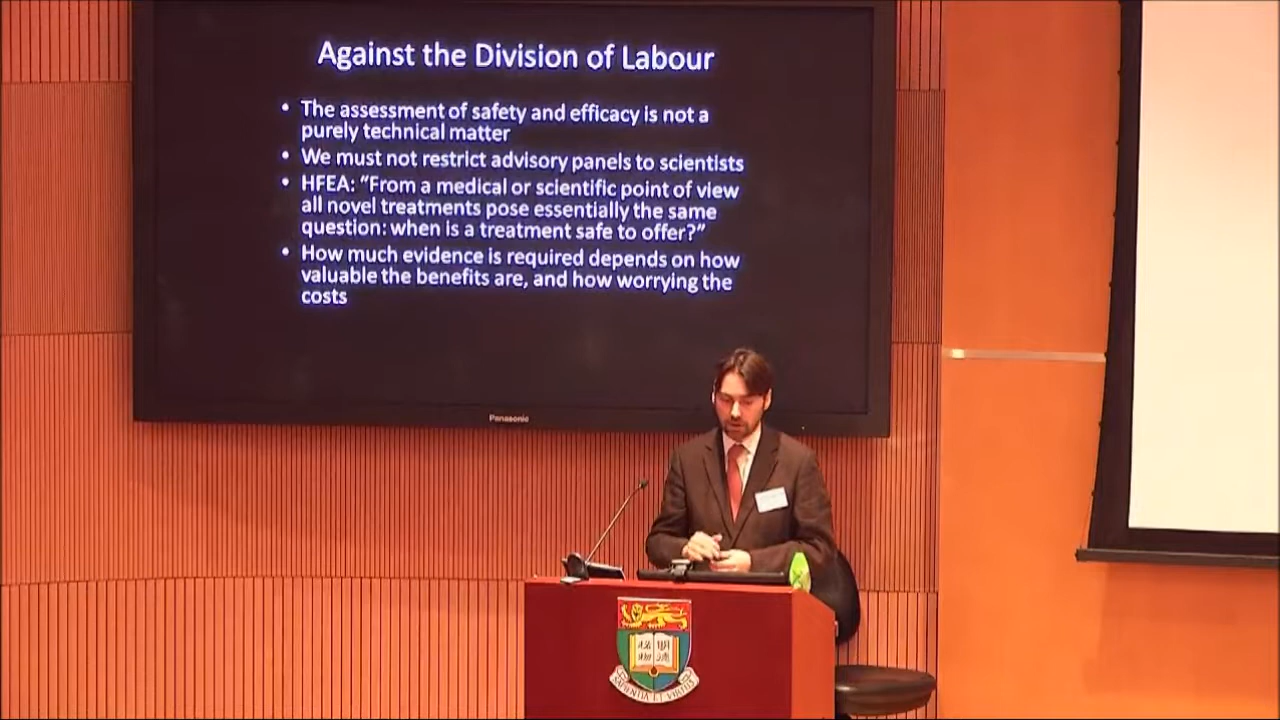 Against the Division of Labour
• The assessment of safety and efficacy is not a
purely technical matter
• We must not restrict advisory panels to scientists
• HFEA: “From a medical or scientific point of view
all novel treatments pose essentially the same
question: when is a treatment safe to offer?”
• How much evidence is required depends on how
valuable the benefits are, and how worrying the
costs
Panasonic
SAPIENTIA ET VIRTUS